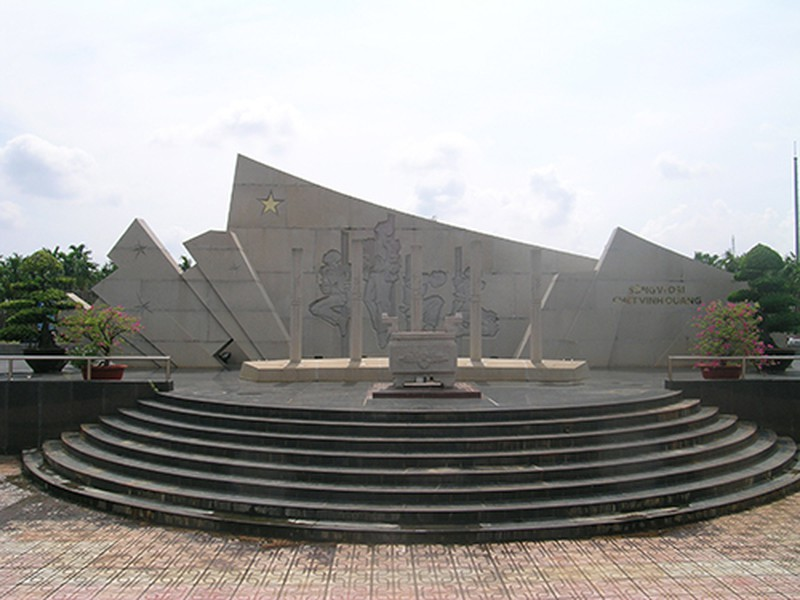 SỐNG VĨ ĐẠI
CHẾT VINH QUANG